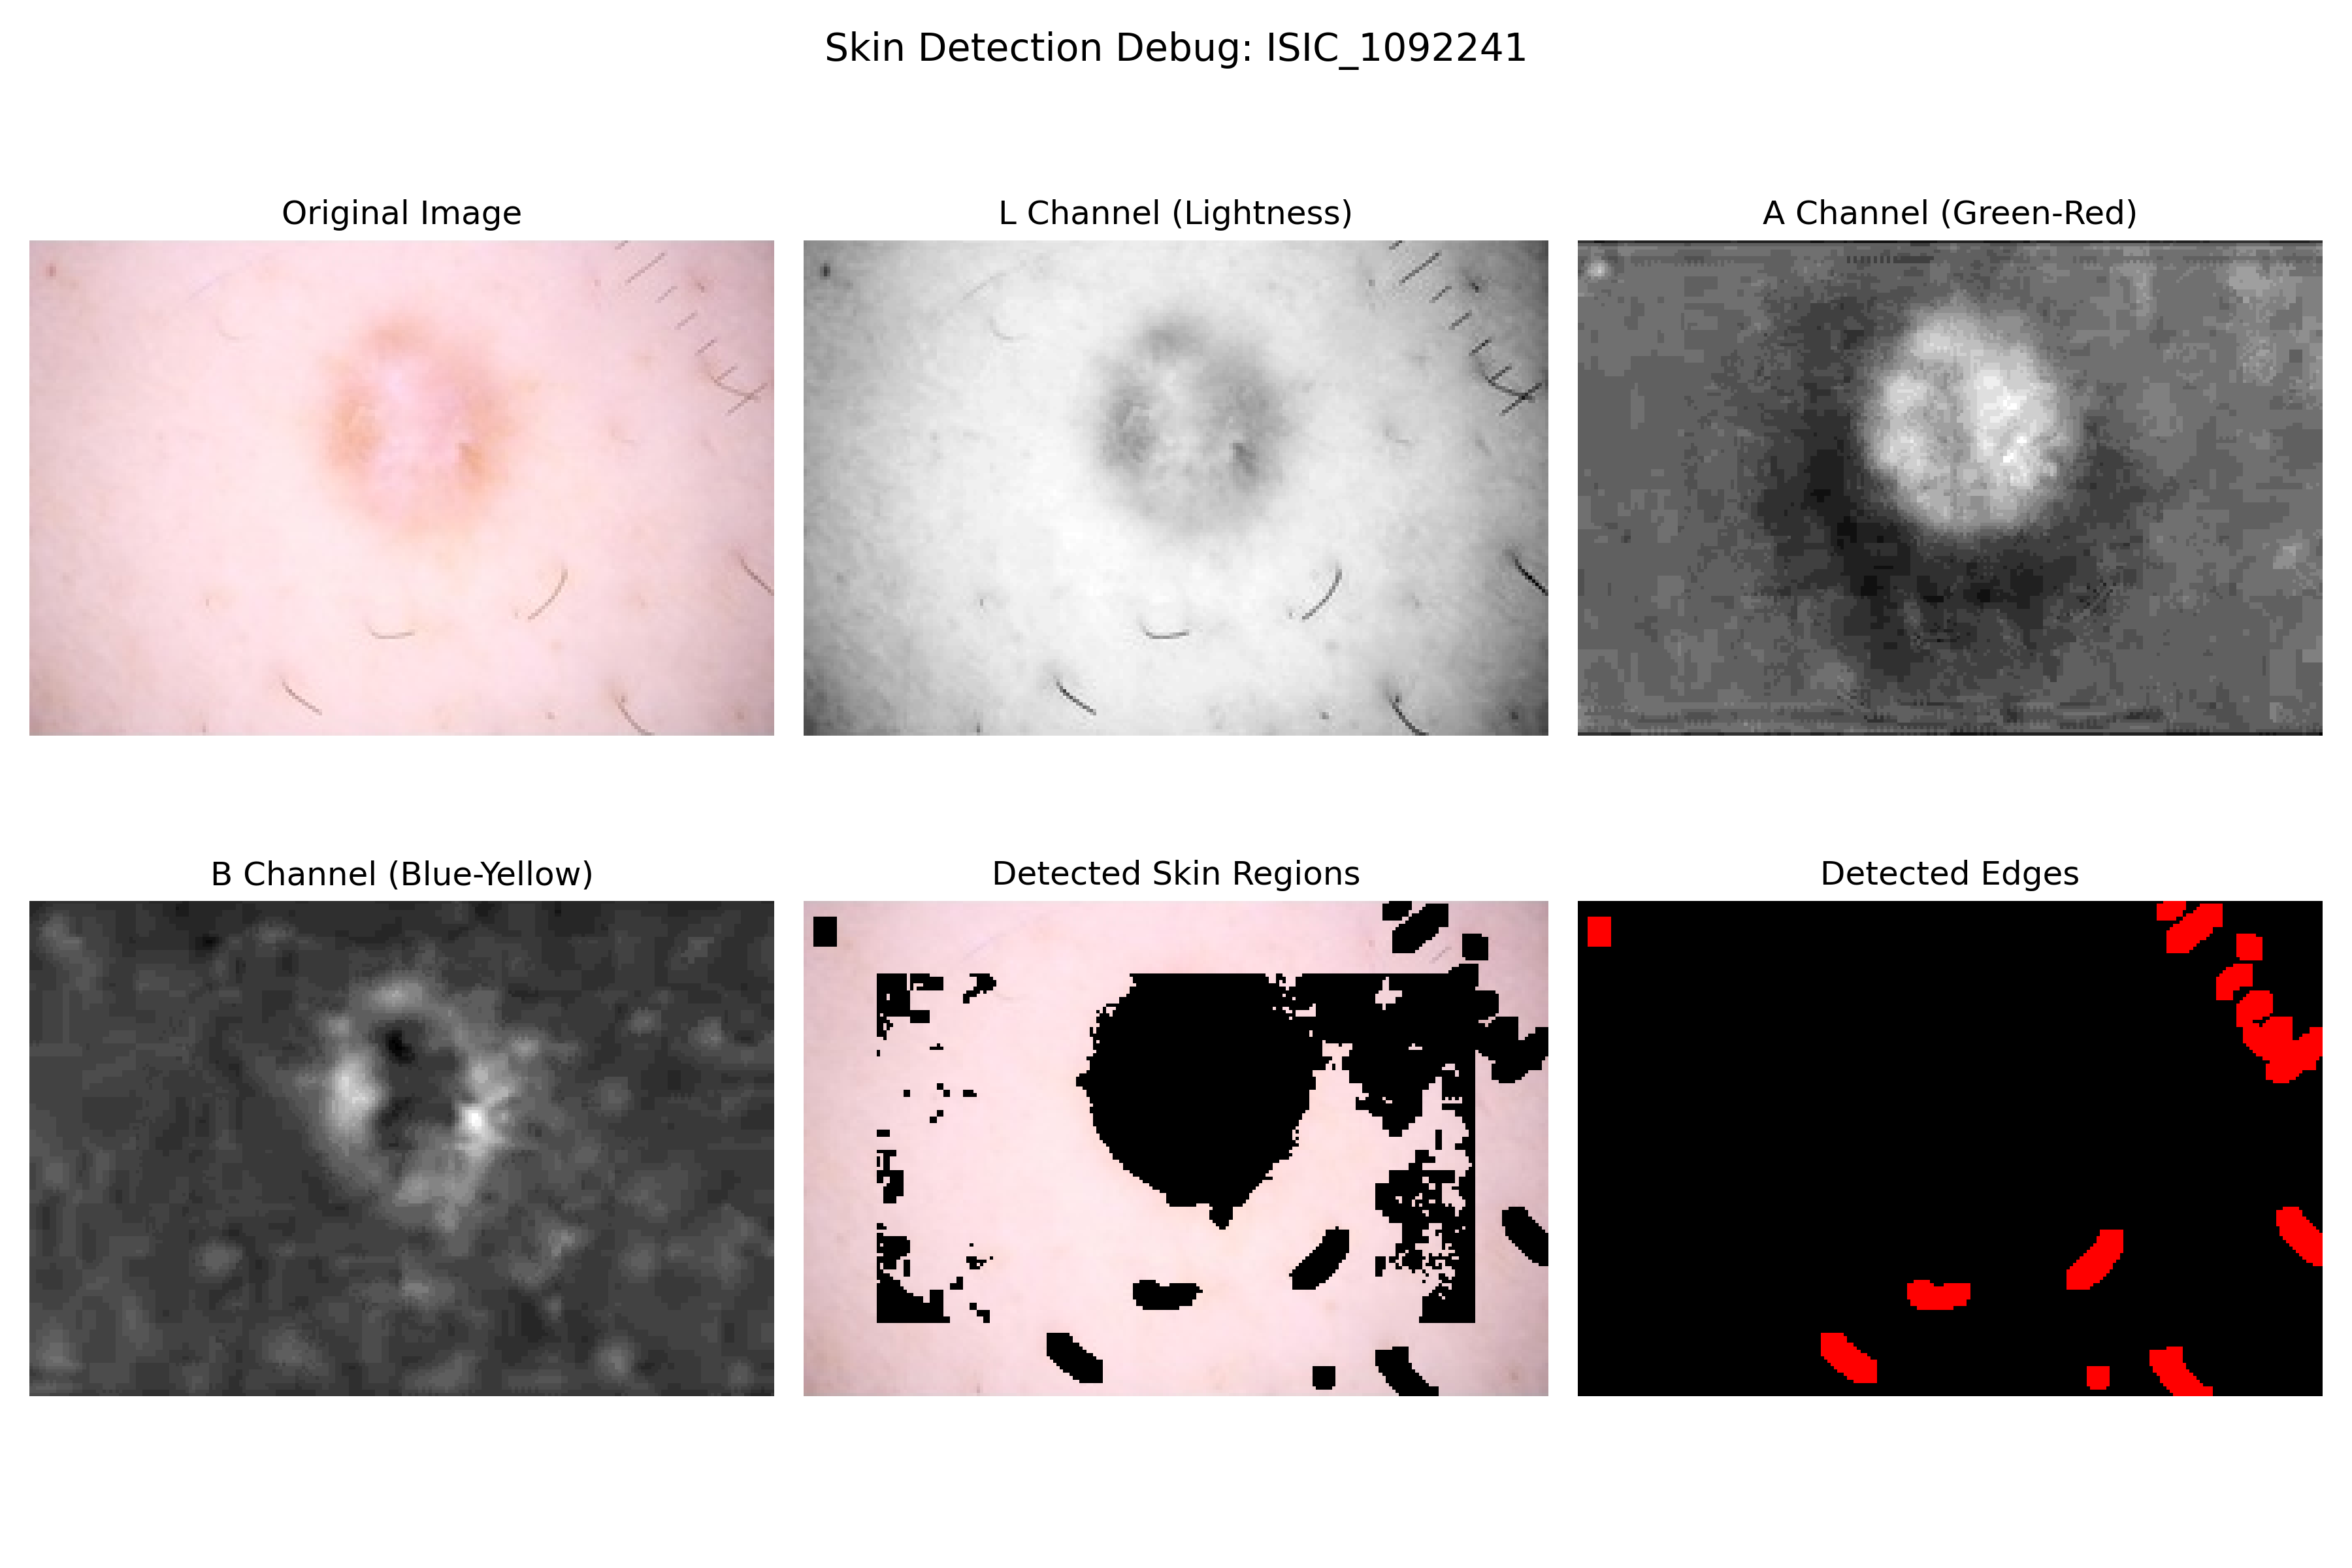 Skin Detection Debug: ISIC_1092241
Original Image
L Channel (Lightness)
A Channel (Green-Red)
B Channel (Blue-Yellow)
Detected Skin Regions
Detected Edges